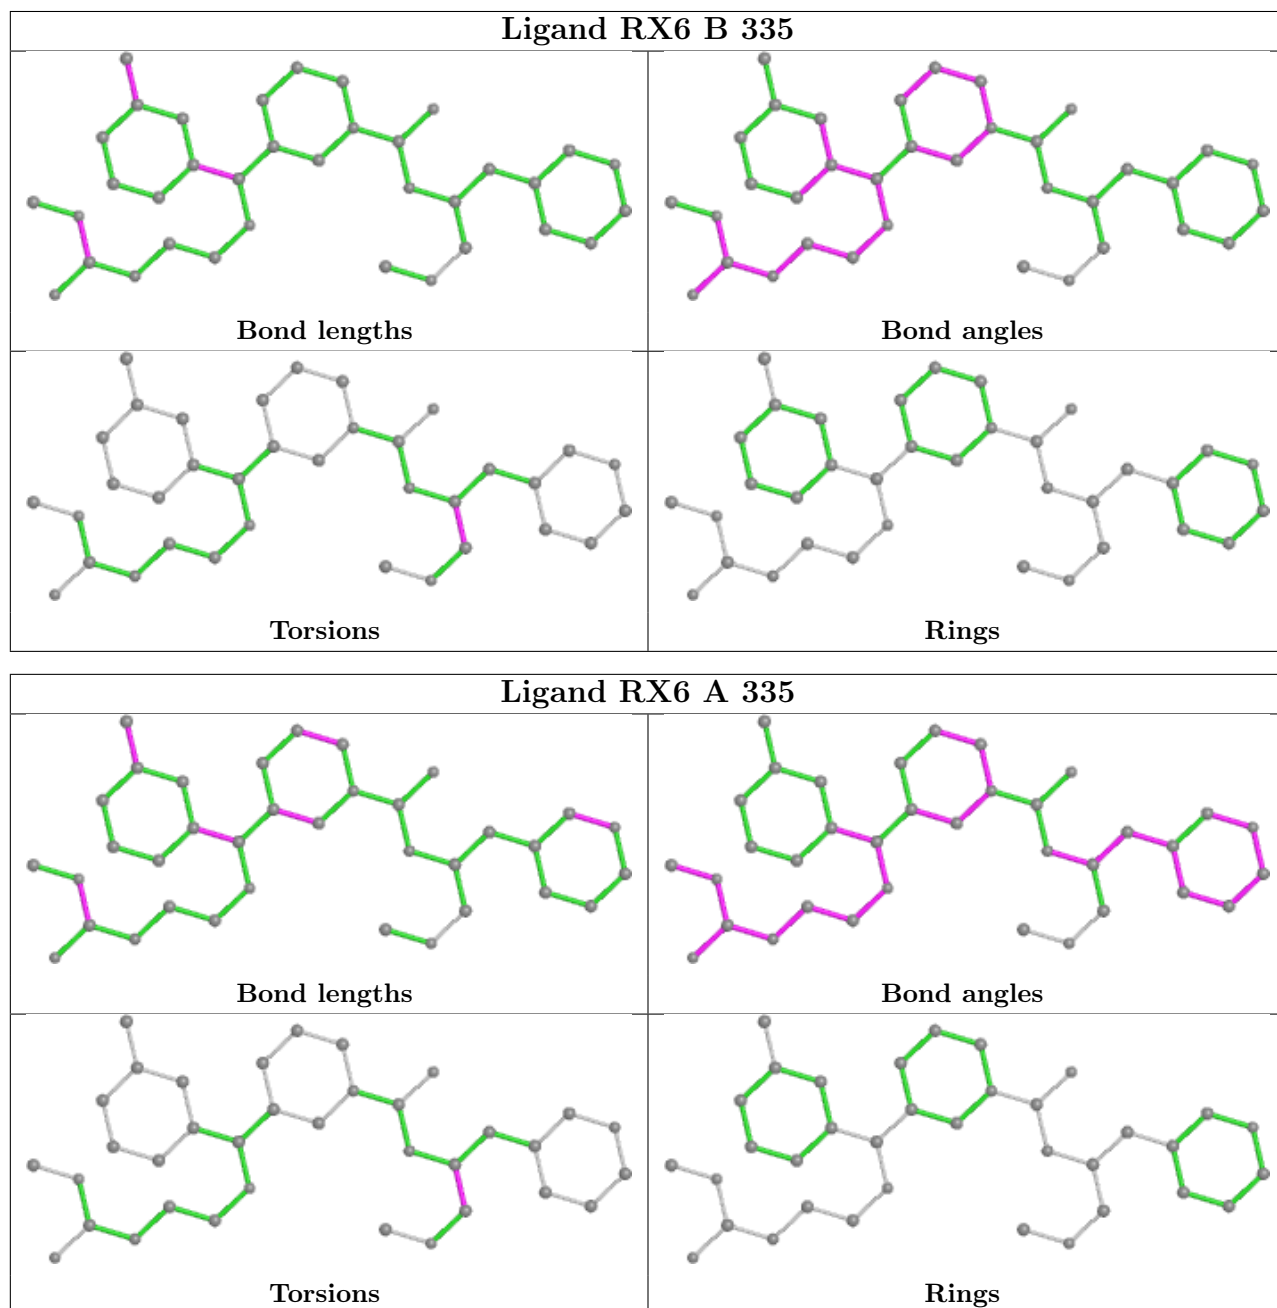 Ligand RX6 B 335
Bond lengths
Bond angles
Torsions
Rings
Ligand RX6 A 335
Bond lengths
Bond angles
Torsions
Rings